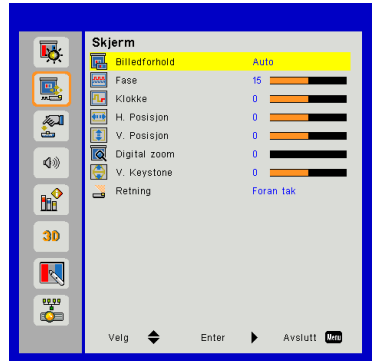 Skjerm
Billedforhold Auto
Fase 15
Klokke 0
H. Posisjon 0
V. Posisjon 0
Digital zoom 0
V. Keystone 0
Retning Foran tak
3D
Velg Enter Avslutt Menu